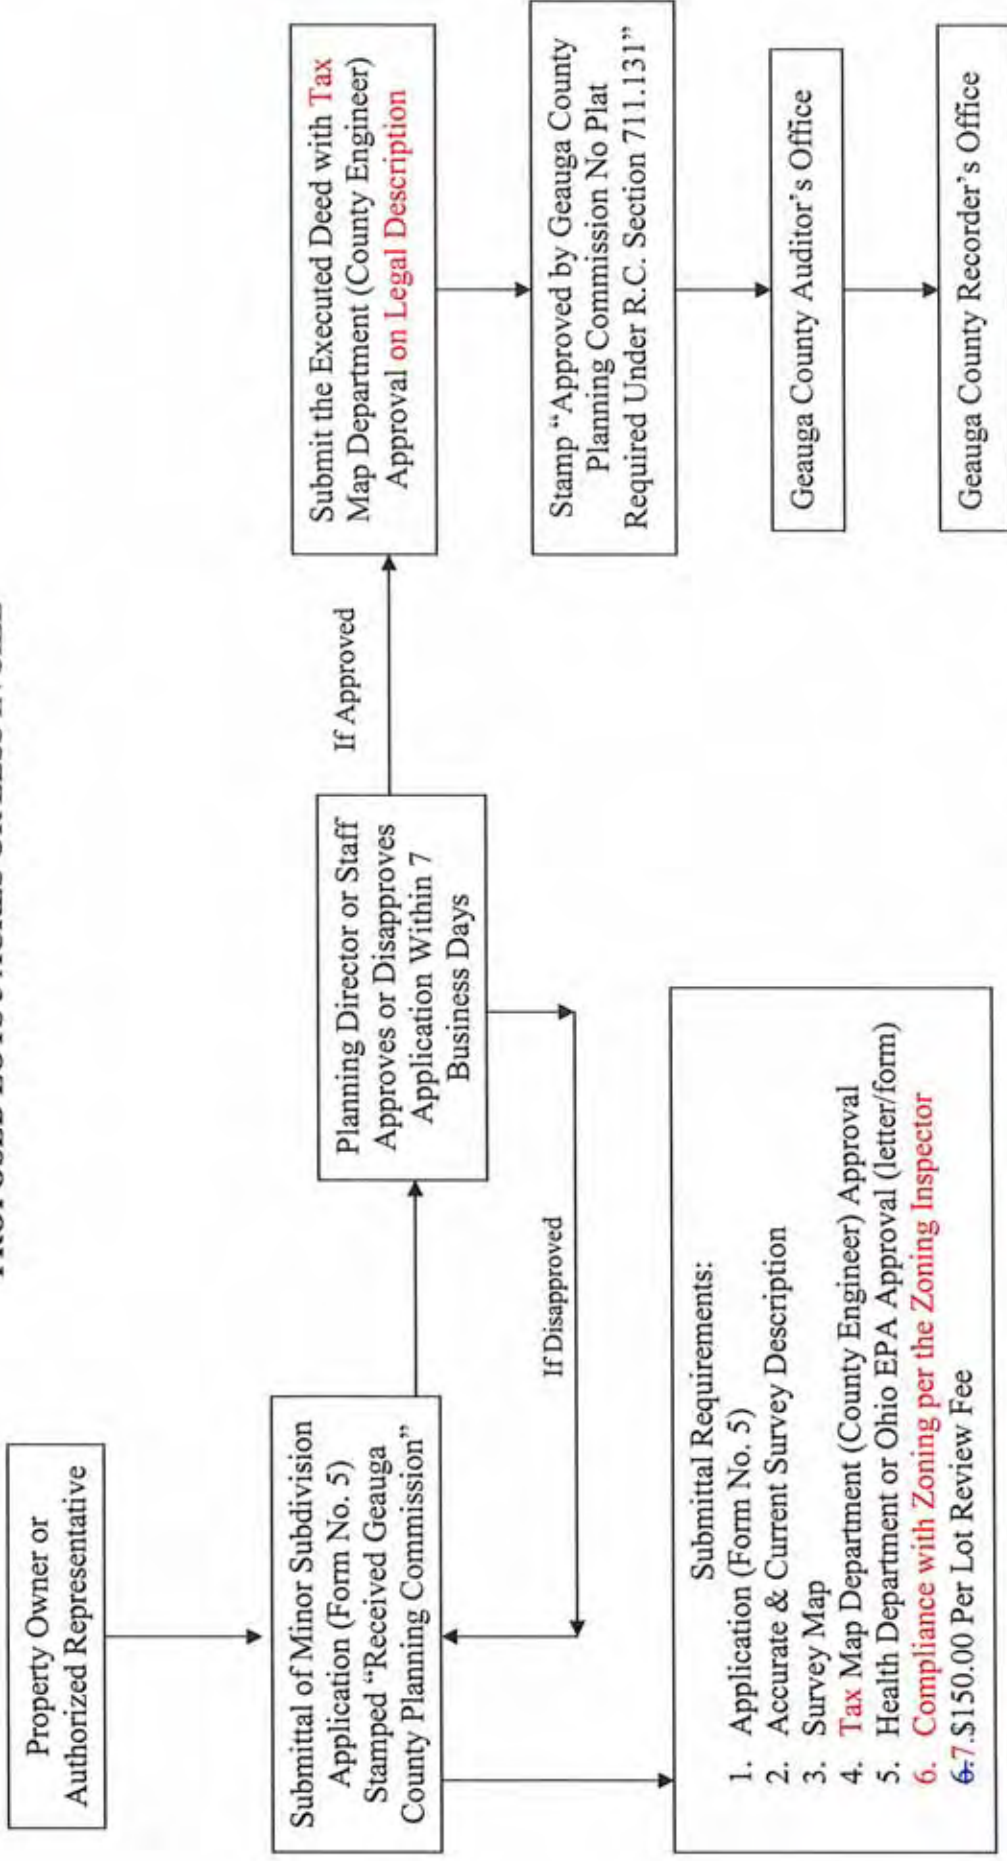 Property Owner or
Authorized Representative
Submittal of Minor Subdivision
Application (Form No. 5)
Stamped “Received Geauga
County Planning Commission”
Planning Director or Staff
Approves or Disapproves
Application Within 7
Business Days
If Approved
If Disapproved
Submit the Executed Deed with Tax
Map Department (County Engineer)
Approval on Legal Description
Stamp “Approved by Geauga County
Planning Commission No Plat
Required Under R.C. Section 711.131”
Geauga County Auditor’s Office
Geauga County Recorder’s Office
Submittal Requirements:
1. Application (Form No. 5)
2. Accurate & Current Survey Description
3. Survey Map
4. Tax Map Department (County Engineer) Approval
5. Health Department or Ohio EPA Approval (letter/form)
6. Compliance with Zoning per the Zoning Inspector
6.7.$150.00 Per Lot Review Fee